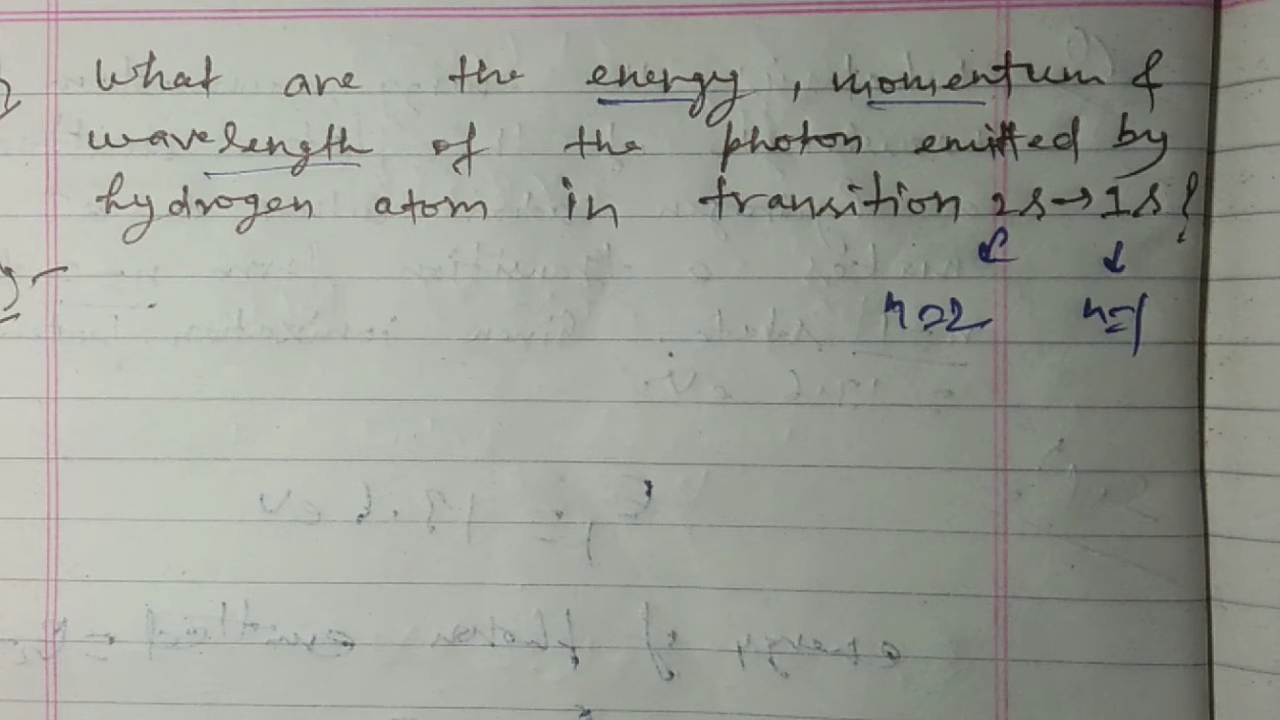 What are the energy, momentum &
wavelength of the photon emitted by
hydrogen atom in transition 2s→1s?
↙ ↓
n=2 n=1